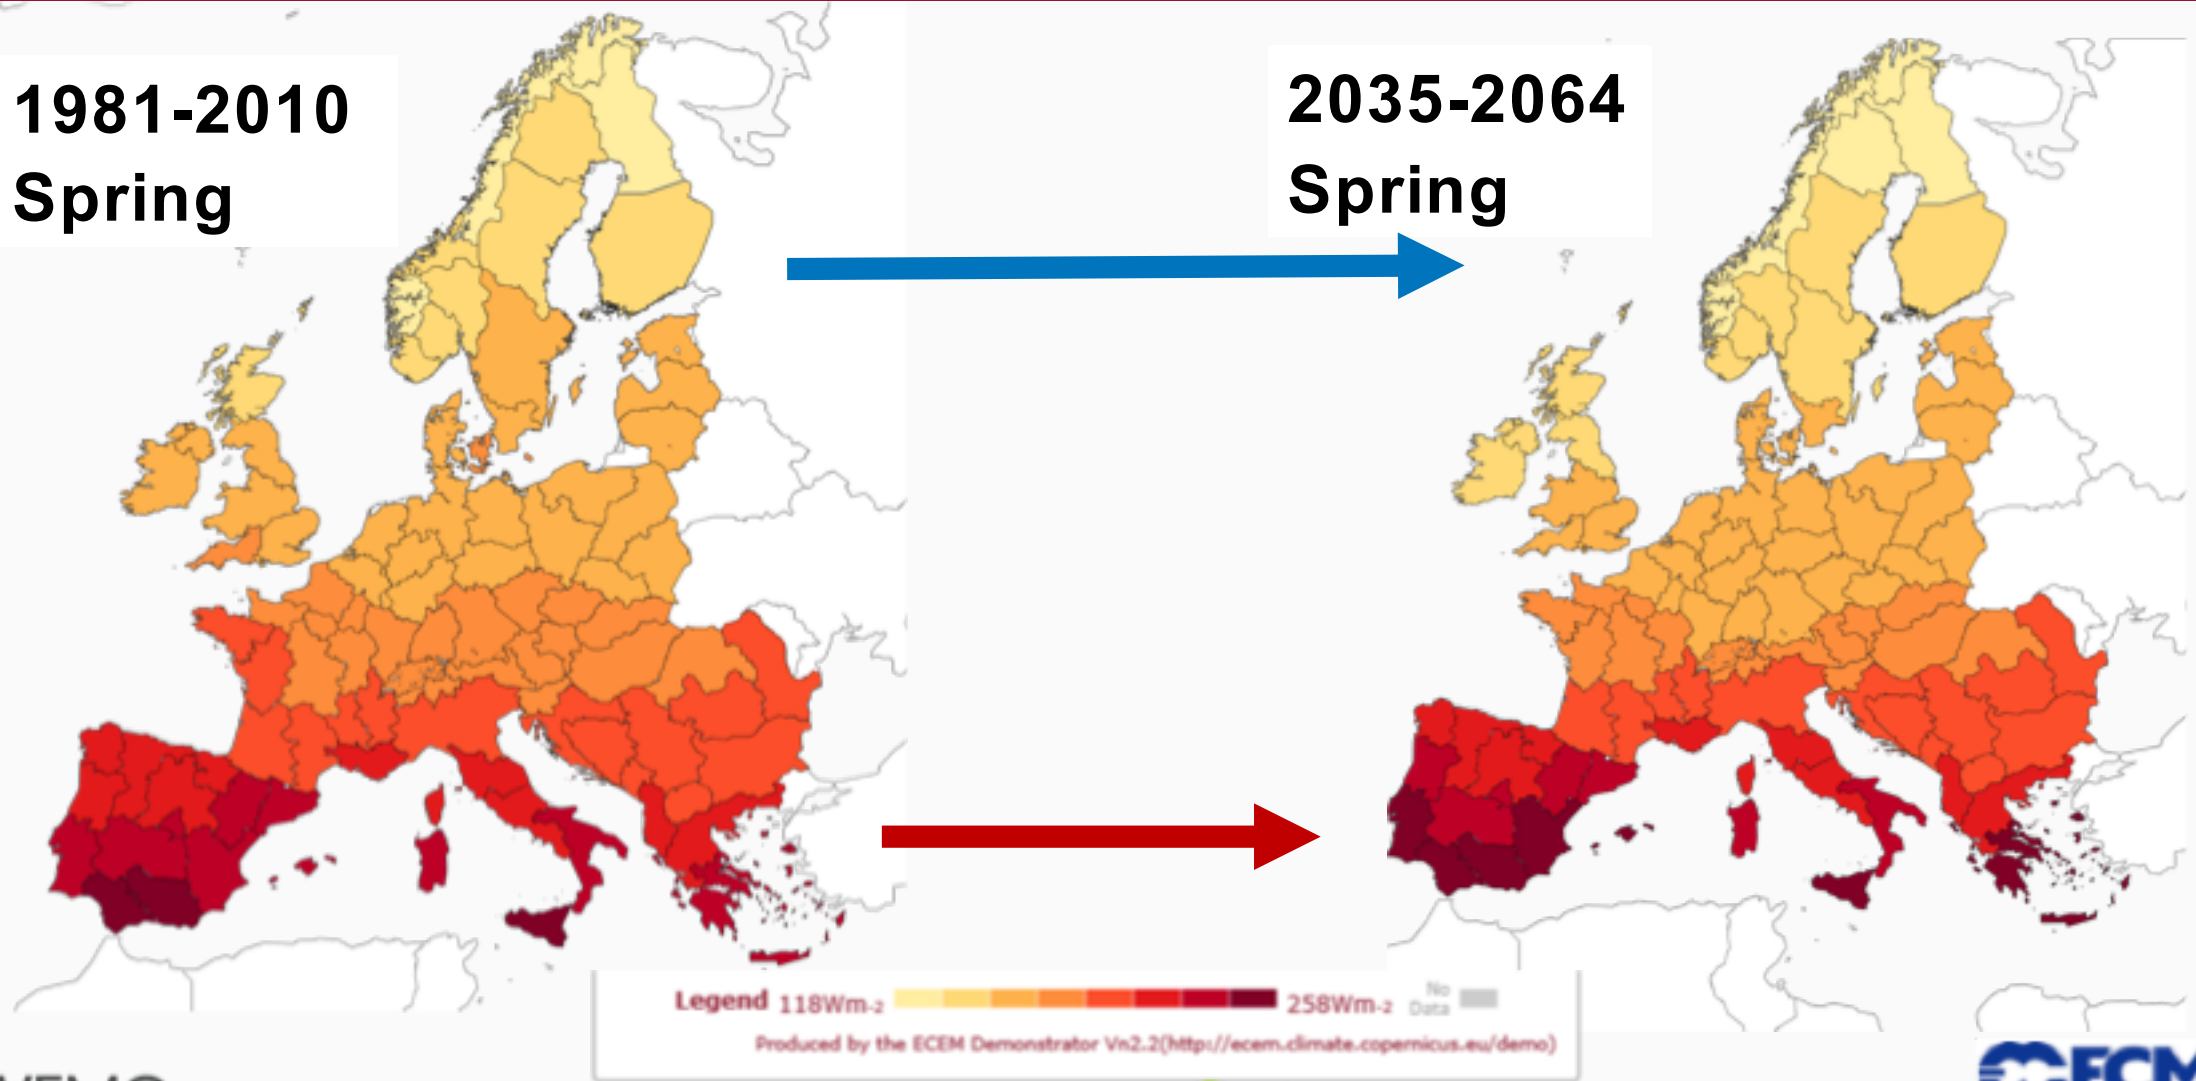 1981-2010
Spring
2035-2064
Spring
Legend 118Wm-2 258Wm-2 No Data
Produced by the ECEM Demonstrator Vn2.2(http://ecem.climate.copernicus.eu/demo)